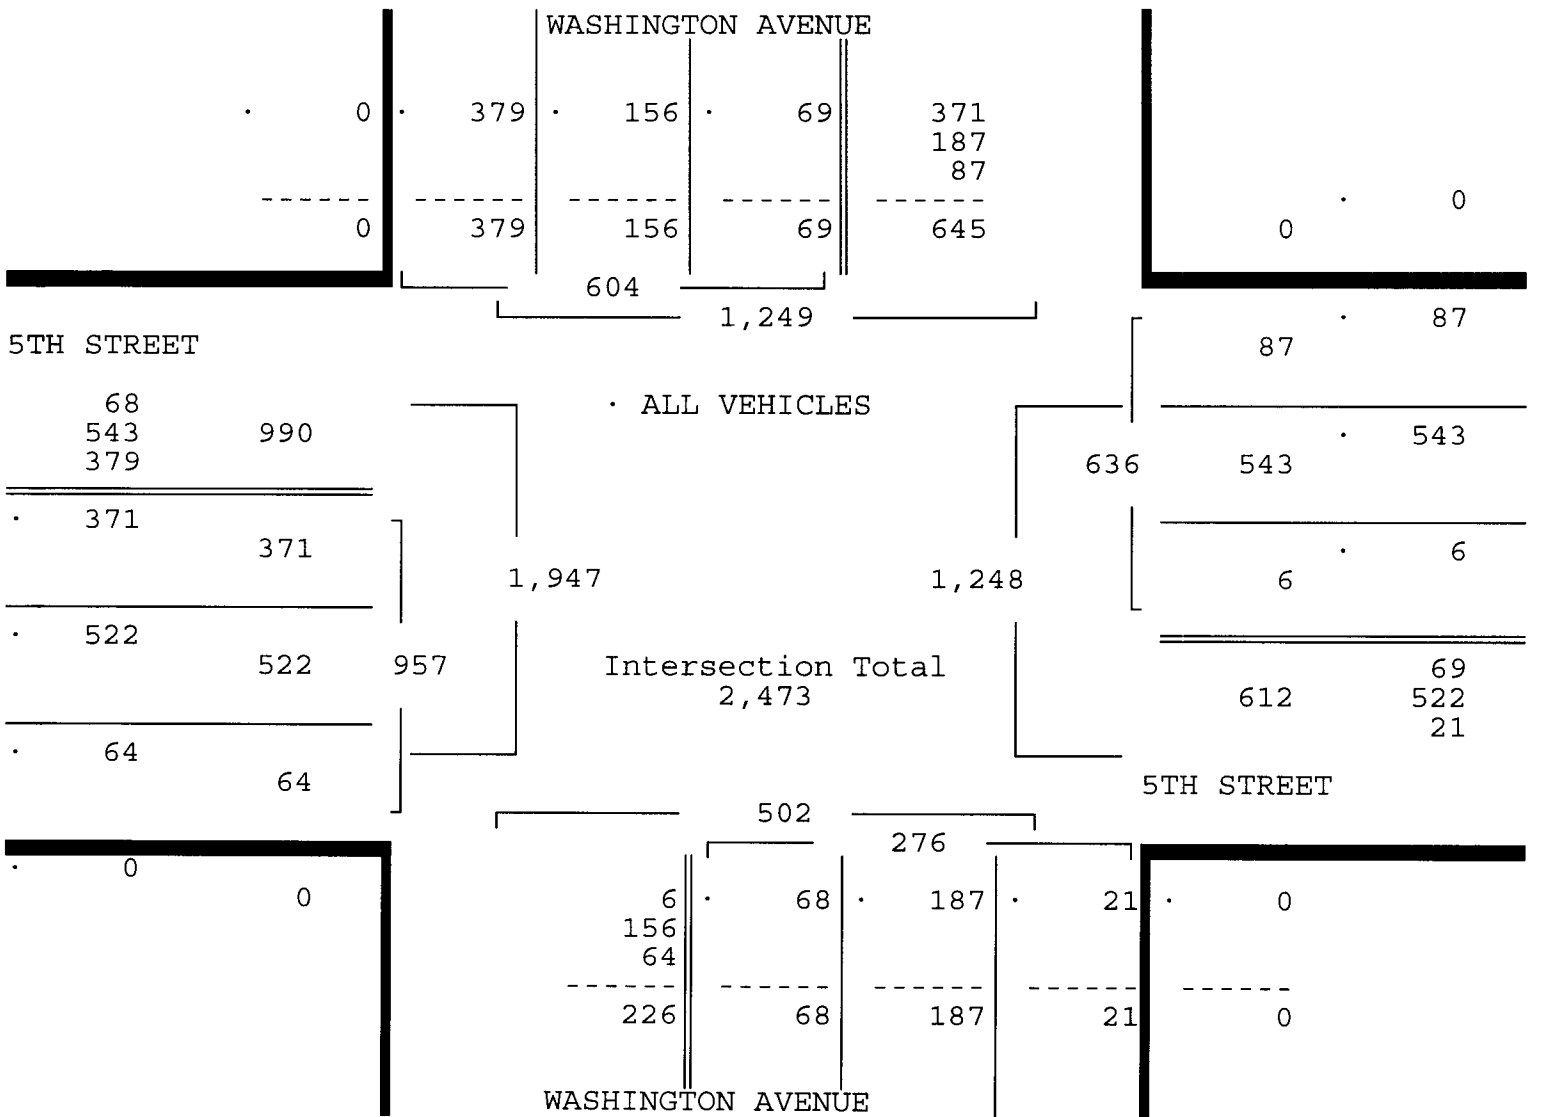 WASHINGTON AVENUE
0 379 156 69 371
187
87
0
0 379 156 69 645 0
604
1,249 87
5TH STREET 87
68 ALL VEHICLES
543 990 543
379 636 543
371
371 6
1,947 1,248 6
522
522 957 Intersection Total 69
2,473 612 522
21
64
64 5TH STREET
502
276
0
0 6 68 187 21 0
156
64
226 68 187 21 0
WASHINGTON AVENUE